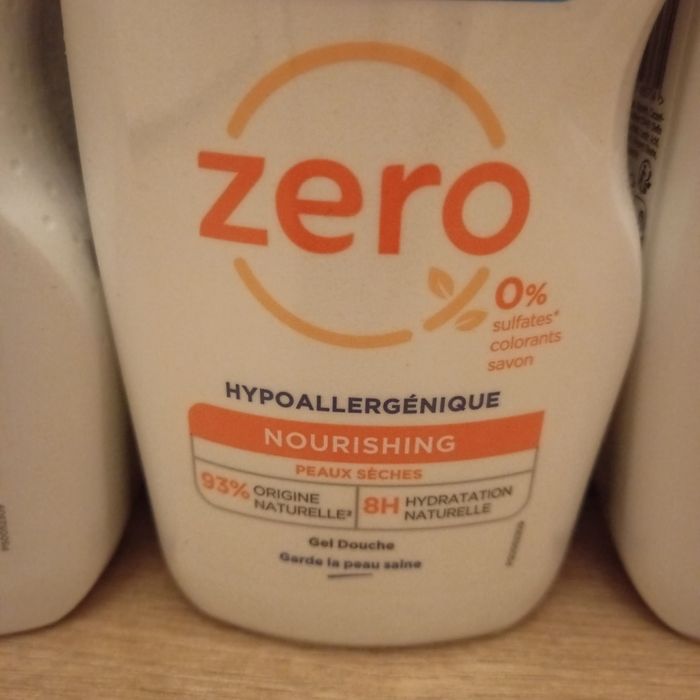 zero
0%
sulfates*
colorants
savon
HYPOALLERGÉNIQUE
NOURISHING
PEAUX SÈCHES
93% ORIGINE
NATURELLE²
8H HYDRATATION
NATURELLE
Gel Douche
Garde la peau saine